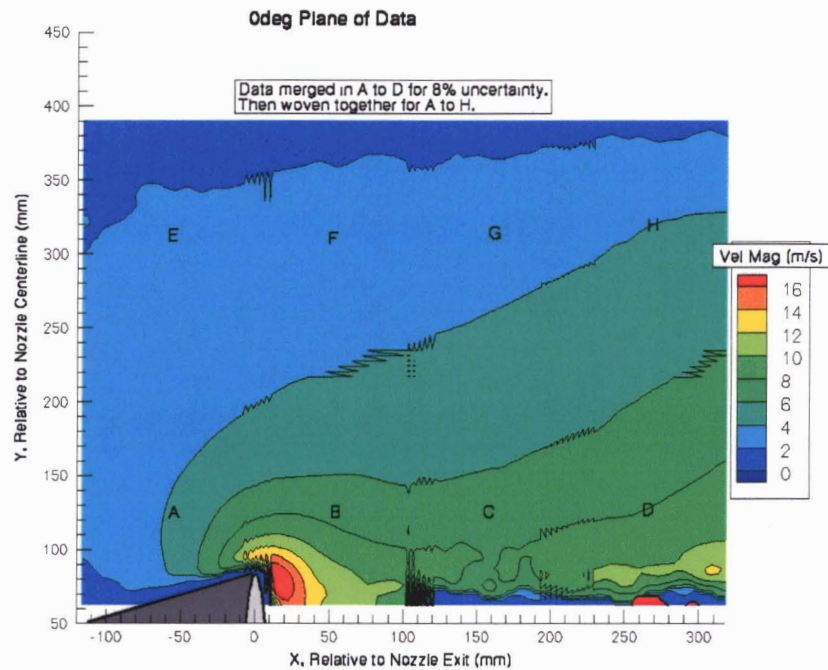 0deg Plane of Data
Data merged in A to D for 8% uncertainty.
Then woven together for A to H.
450
400
350
300
250
200
150
100
50
Y, Relative to Nozzle Centerline (mm)
E
F
G
H
A
B
C
D
Vel Mag (m/s)
16
14
12
10
8
6
4
2
0
-100
-50
0
50
100
150
200
250
300
X, Relative to Nozzle Exit (mm)